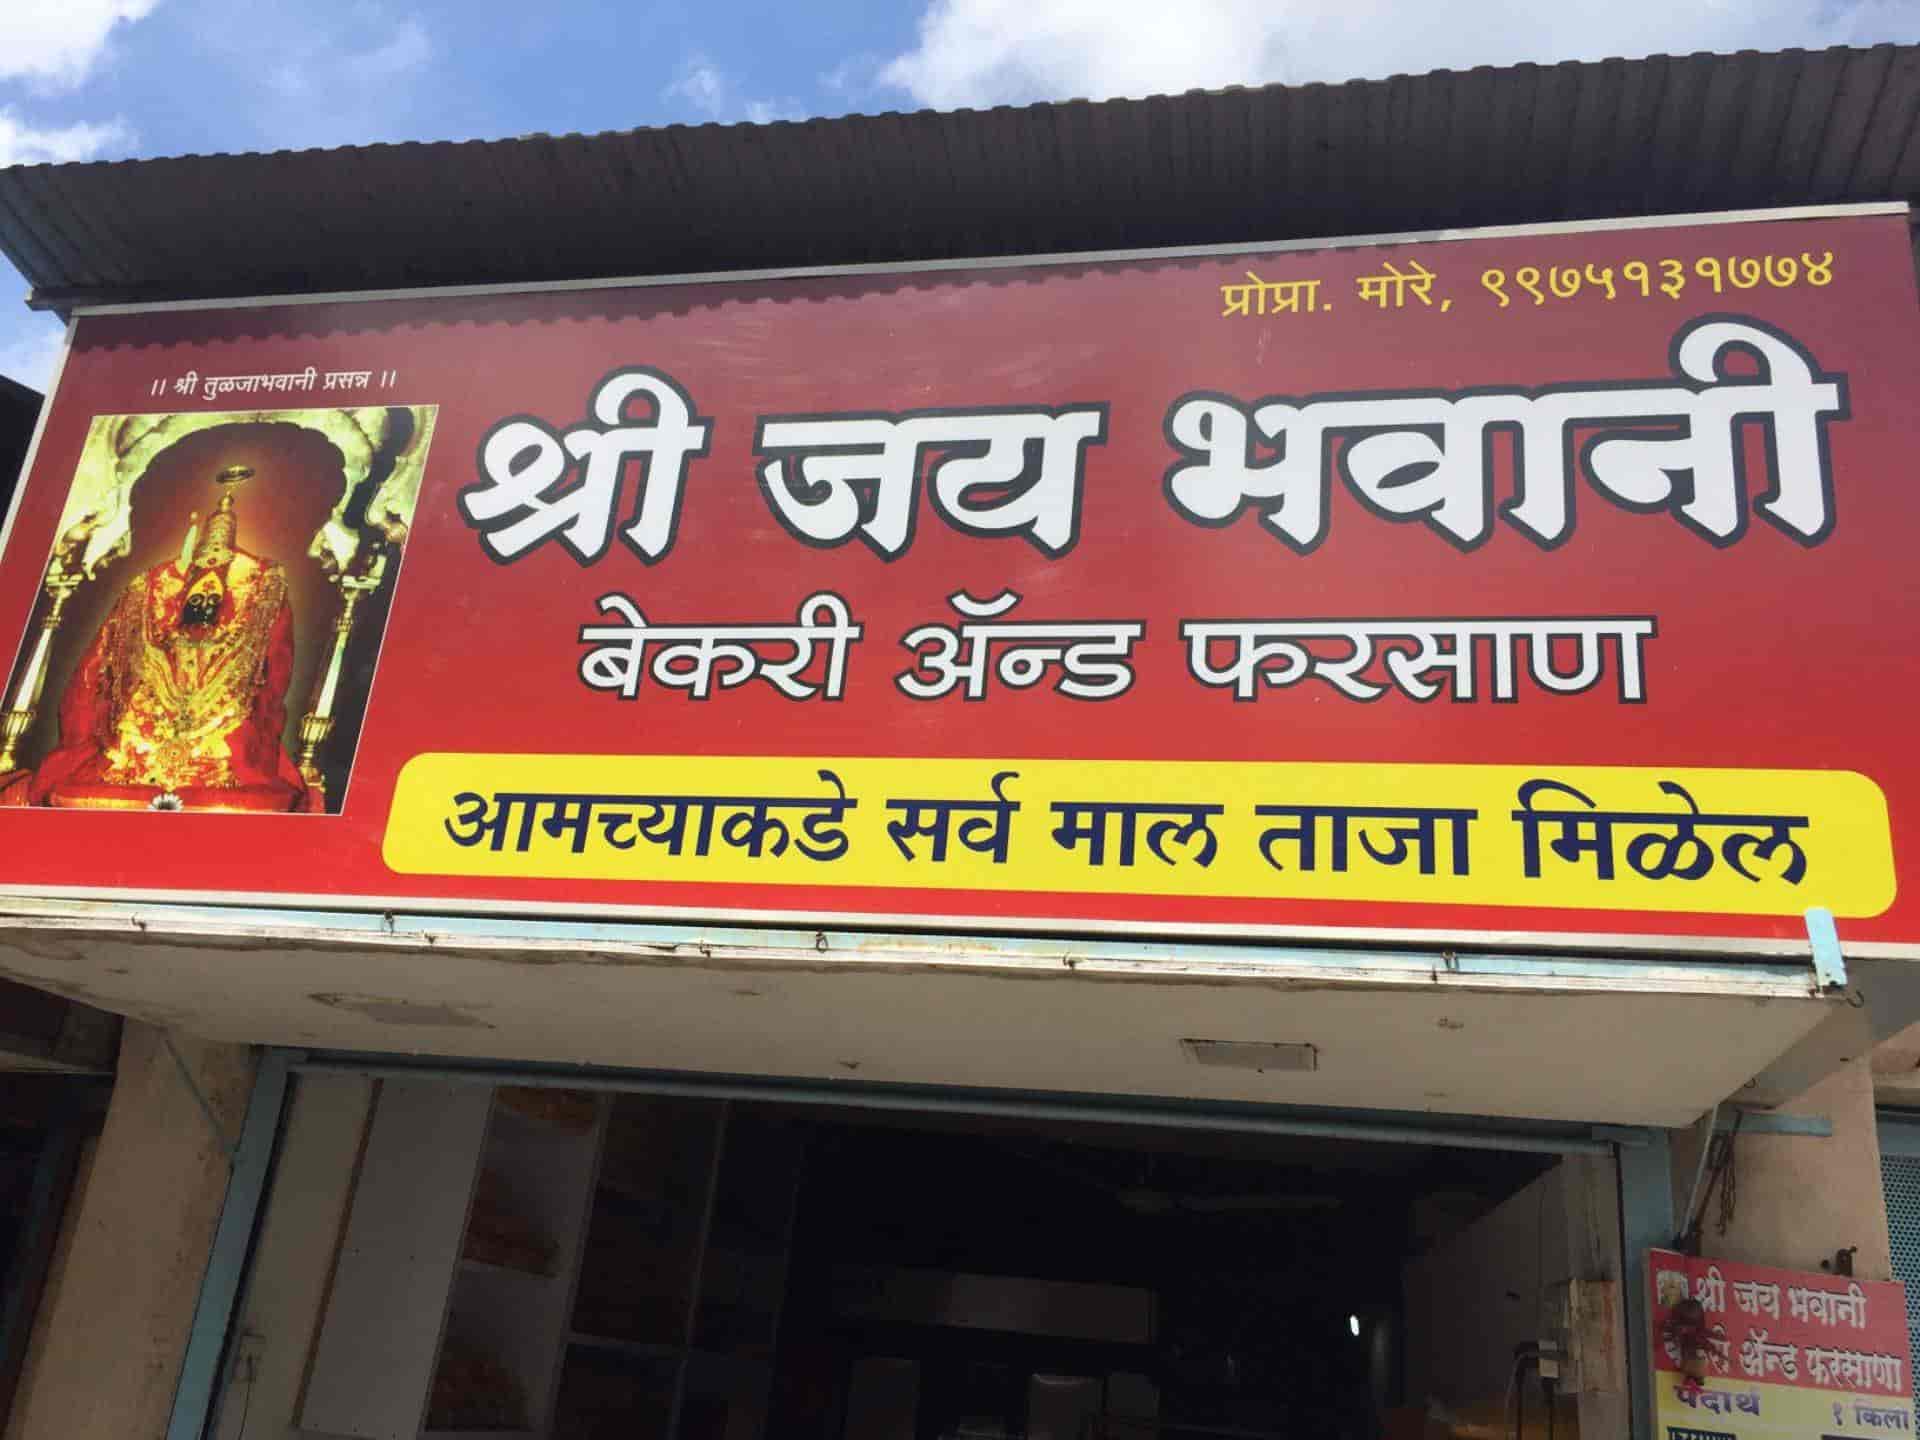 प्रोप्रा. मोरे, ९९७५१३१७७४
।। श्री तुळजाभवानी प्रसन्न ।।
श्री जय भवानी
बेकरी ॲन्ड फरसाण
आमच्याकडे सर्व माल ताजा मिळेल
श्री जय भवानी
ॲन्ड फरसाण
पदार्थ १ किलो